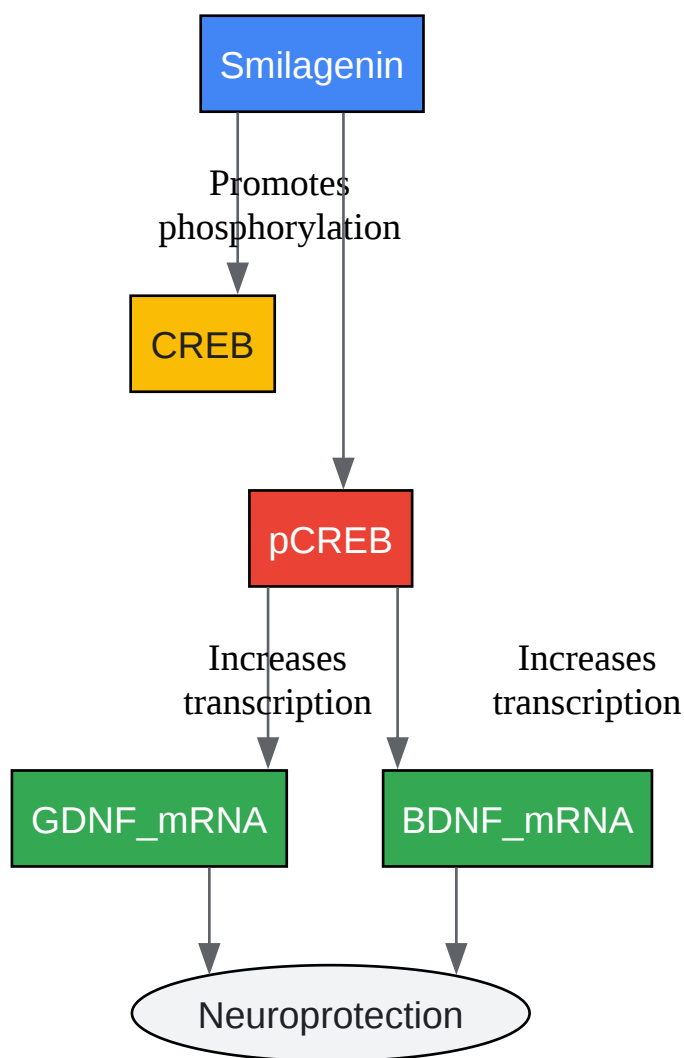 Smilagenin
Promotes
phosphorylation
CREB
pCREB
Increases
transcription
Increases
transcription
GDNF_mRNA
BDNF_mRNA
Neuroprotection